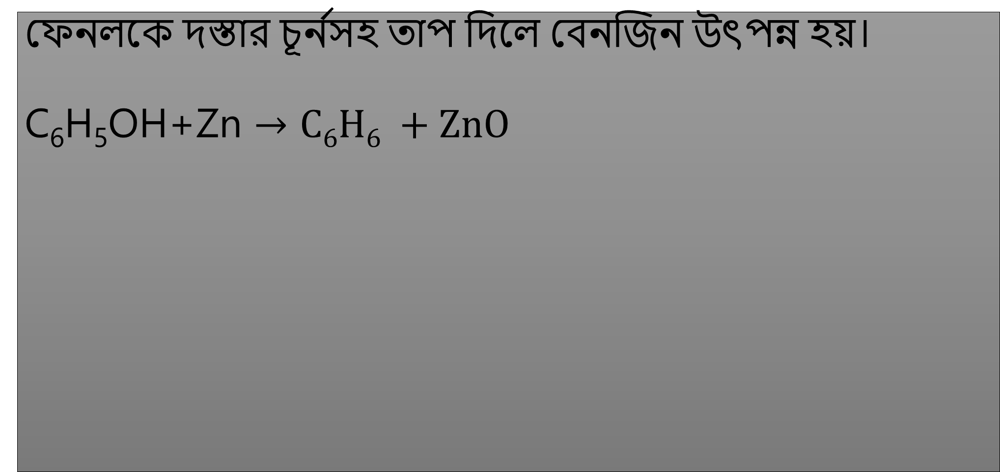 ফেনলকে দস্তার চূর্নসহ তাপ দিলে বেনজিন উৎপন্ন হয়।
C₆H₅OH+Zn → C₆H₆ + ZnO